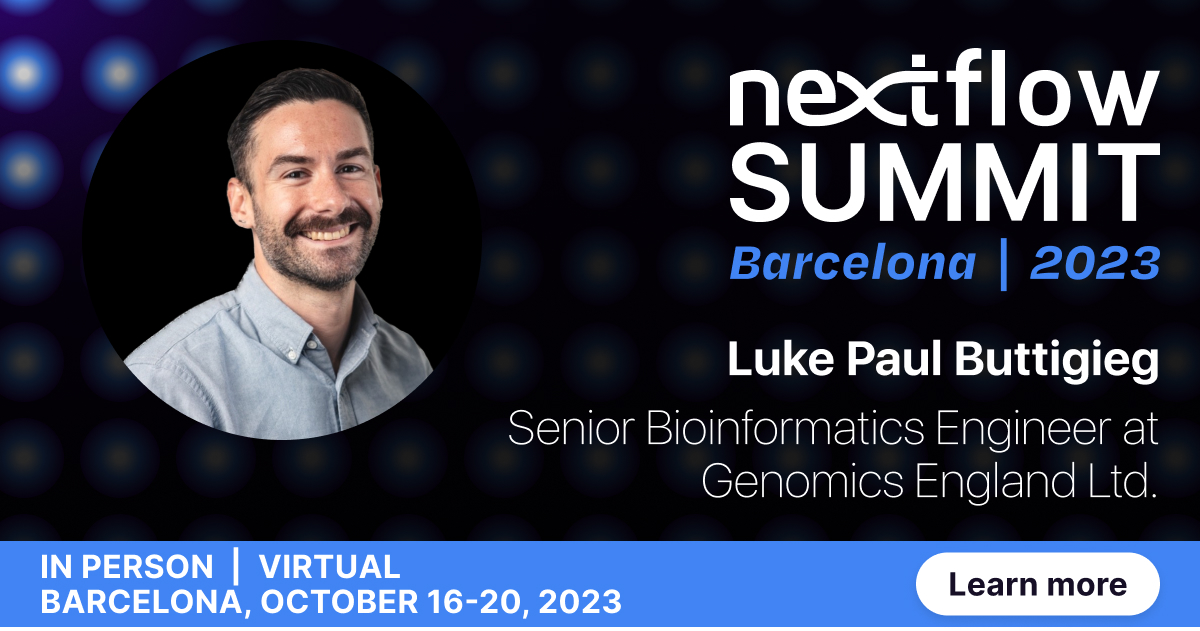 nextflow
SUMMIT
Barcelona | 2023
Luke Paul Buttigieg
Senior Bioinformatics Engineer at
Genomics England Ltd.
IN PERSON | VIRTUAL
BARCELONA, OCTOBER 16-20, 2023
Learn more